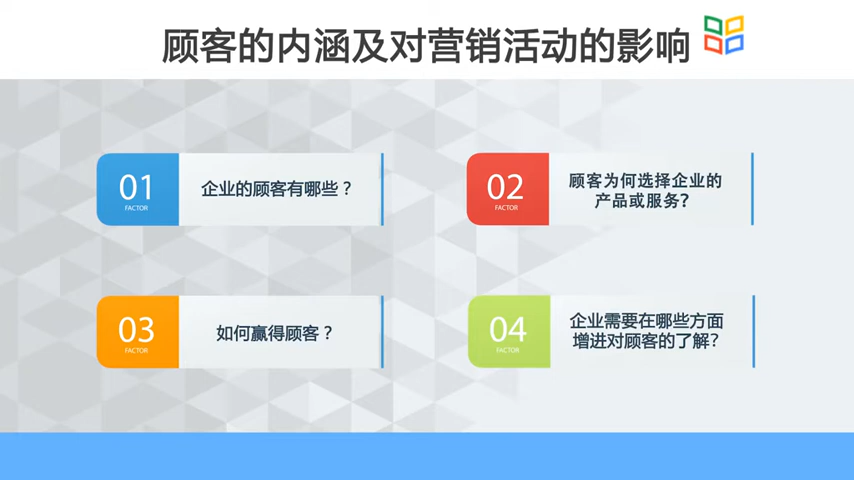 顾客的内涵及对营销活动的影响
01
FACTOR
企业的顾客有哪些？
02
FACTOR
顾客为何选择企业的
产品或服务？
03
FACTOR
如何赢得顾客？
04
FACTOR
企业需要在哪些方面
增进对顾客的了解？